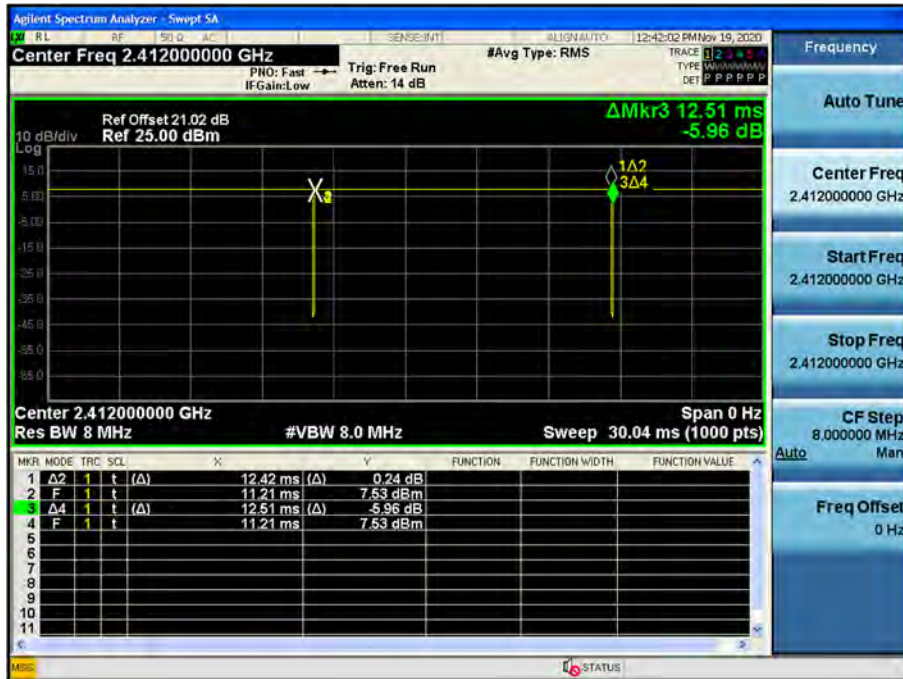 Agilent Spectrum Analyzer - Swept SA
LXI RL RF 50 Ω AC SENSE:INT ALIGNAUTO 12:42:02 PM Nov 19, 2020
Center Freq 2.412000000 GHz
#Avg Type: RMS
TRACE 1 2 3 4 5 6
PNO: Fast
Trig: Free Run
TYPE
IFGain:Low
Atten: 14 dB
DET P P P P P P
ΔMkr3 12.51 ms
-5.96 dB
Ref Offset 21.02 dB
10 dB/div Ref 25.00 dBm
Log
15.0
5.00
-5.00
-15.0
-25.0
-35.0
-45.0
-55.0
-65.0
1Δ2
3Δ4
Center 2.412000000 GHz Span 0 Hz
Res BW 8 MHz #VBW 8.0 MHz Sweep 30.04 ms (1000 pts)
MKR MODE TRC SCL X Y FUNCTION FUNCTION WIDTH FUNCTION VALUE
1 Δ2 1 t (Δ) 12.42 ms (Δ) 0.24 dB
2 F 1 t 11.21 ms 7.53 dBm
3 Δ4 1 t (Δ) 12.51 ms (Δ) -5.96 dB
4 F 1 t 11.21 ms 7.53 dBm
5
6
7
8
9
10
11
MSG STATUS
Frequency
Auto Tune
Center Freq
2.412000000 GHz
Start Freq
2.412000000 GHz
Stop Freq
2.412000000 GHz
CF Step
8.000000 MHz
Auto Man
Freq Offset
0 Hz